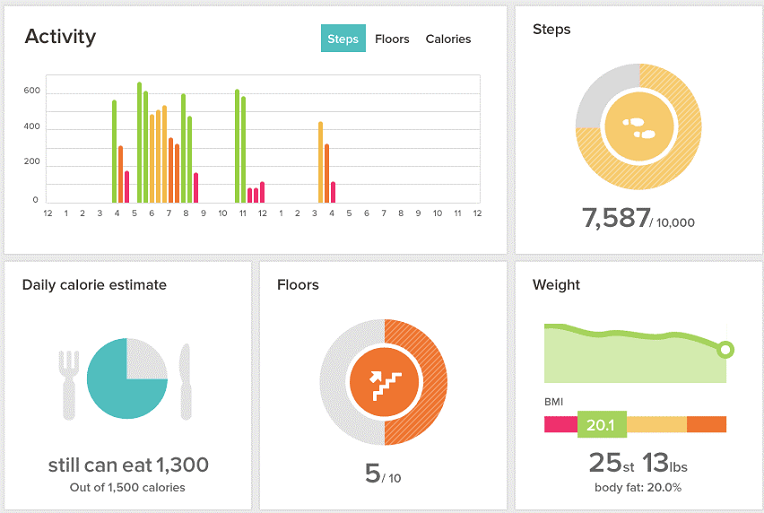 Activity
Steps Floors Calories
600
400
200
0
12 1 2 3 4 5 6 7 8 9 10 11 12 1 2 3 4 5 6 7 8 9 10 11 12
Steps
7,587/ 10,000
Daily calorie estimate
still can eat 1,300
Out of 1,500 calories
Floors
5/ 10
Weight
BMI
20.1
25st 13lbs
body fat: 20.0%